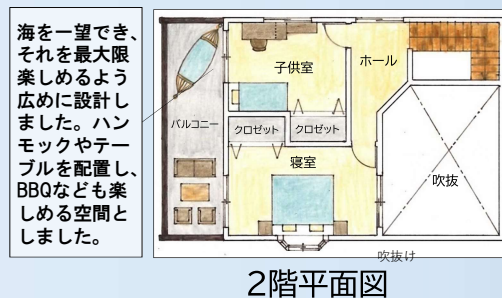 海を一望でき、
それを最大限
楽しめるよう
広めに設計し
ました。ハン
モックやテー
ブルを配置し、
BBQなども楽
しめる空間と
しました。
子供室
ホール
バルコニー
クロゼット
クロゼット
寝室
吹抜
吹抜け
2階平面図